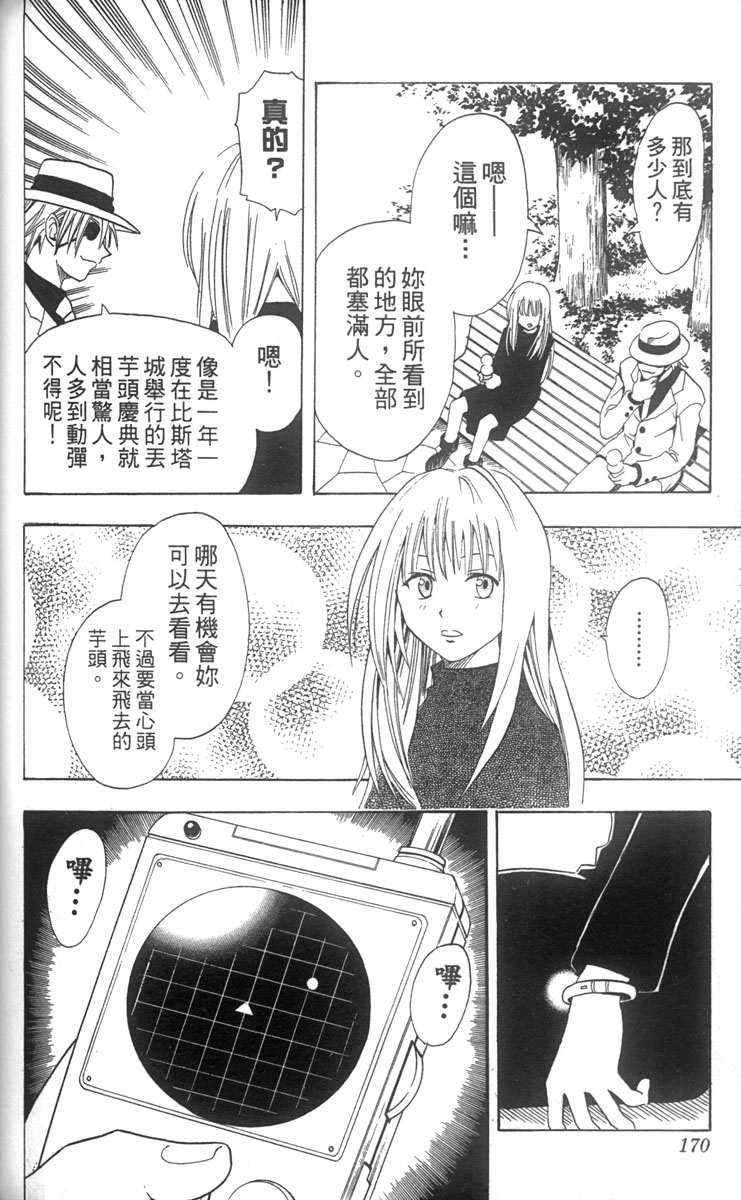 那到底有
多少人？
嗯——
這個嘛…
妳眼前所看到
的地方，全部
都塞滿人。
真的？
嗯！
像是一年一
度在比斯塔
城舉行的丟
芋頭慶典就
相當驚人，
人多到動彈
不得呢！
………
哪天有機會妳
可以去看看。
不過要當心頭
上飛來飛去的
芋頭。
嗶…
嗶…
170